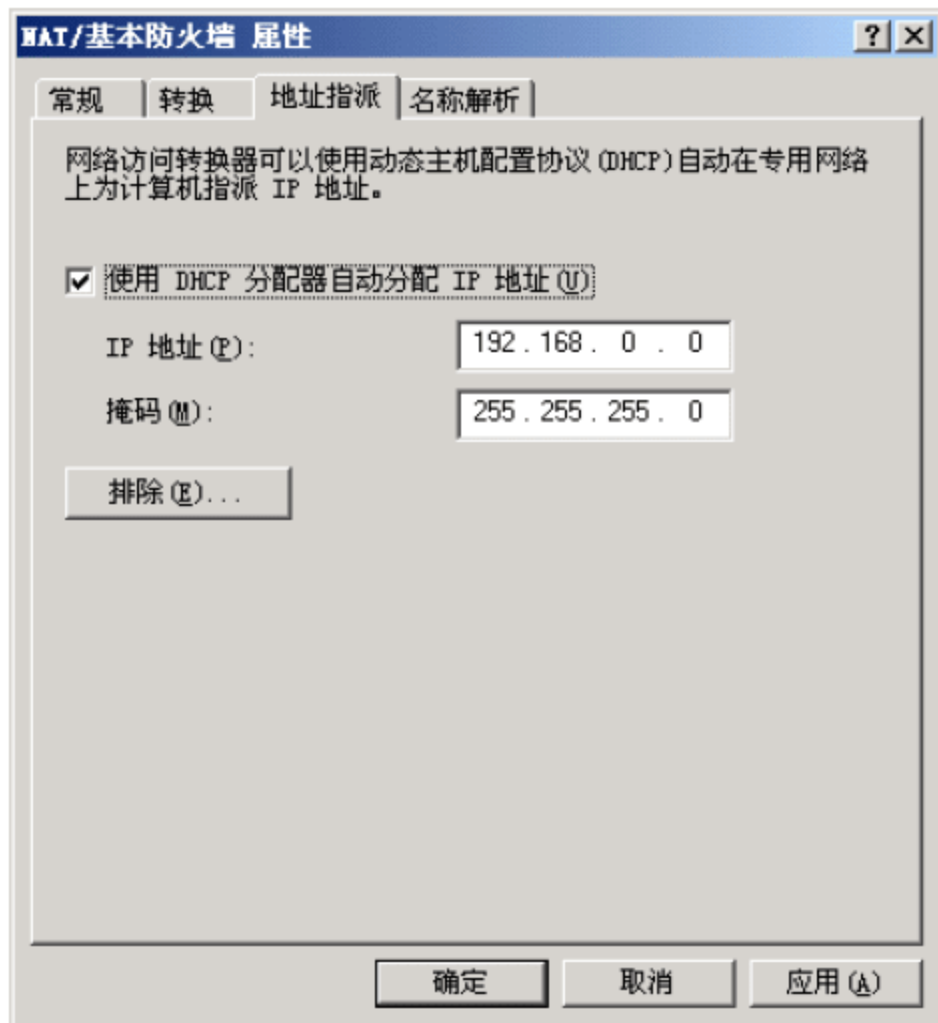 NAT/基本防火墙 属性
常规 转换 地址指派 名称解析
网络访问转换器可以使用动态主机配置协议(DHCP)自动在专用网络
上为计算机指派 IP 地址。
使用 DHCP 分配器自动分配 IP 地址(U)
IP 地址(P): 192.168. 0 . 0
掩码(M): 255.255.255. 0
排除(E)...
确定 取消 应用(A)